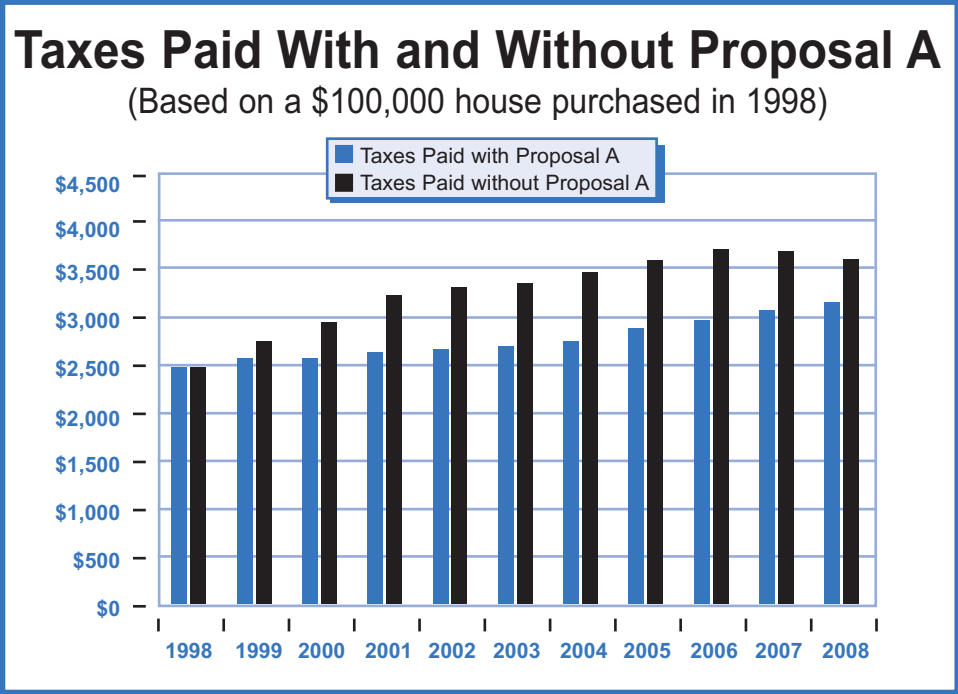 Taxes Paid With and Without Proposal A
(Based on a $100,000 house purchased in 1998)
Taxes Paid with Proposal A
Taxes Paid without Proposal A
$4,500
$4,000
$3,500
$3,000
$2,500
$2,000
$1,500
$1,000
$500
$0
1998 1999 2000 2001 2002 2003 2004 2005 2006 2007 2008